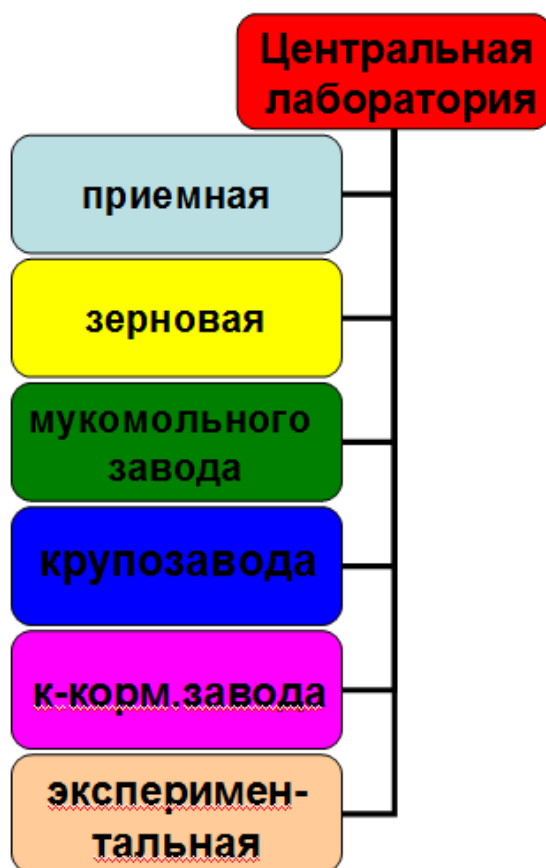 Центральная
лаборатория
приемная
зерновая
мукомольного
завода
крупозавода
к-корм.завода
эксперимен-
тальная